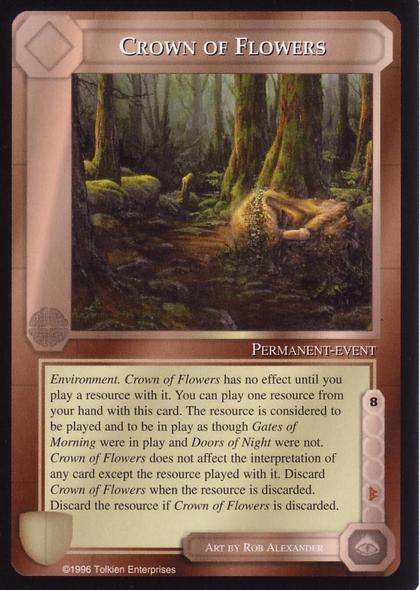 CROWN OF FLOWERS
PERMANENT-EVENT
Environment. Crown of Flowers has no effect until you
play a resource with it. You can play one resource from
your hand with this card. The resource is considered to
be played and to be in play as though Gates of
Morning were in play and Doors of Night were not.
Crown of Flowers does not affect the interpretation of
any card except the resource played with it. Discard
Crown of Flowers when the resource is discarded.
Discard the resource if Crown of Flowers is discarded.
8
ART BY ROB ALEXANDER
©1996 Tolkien Enterprises